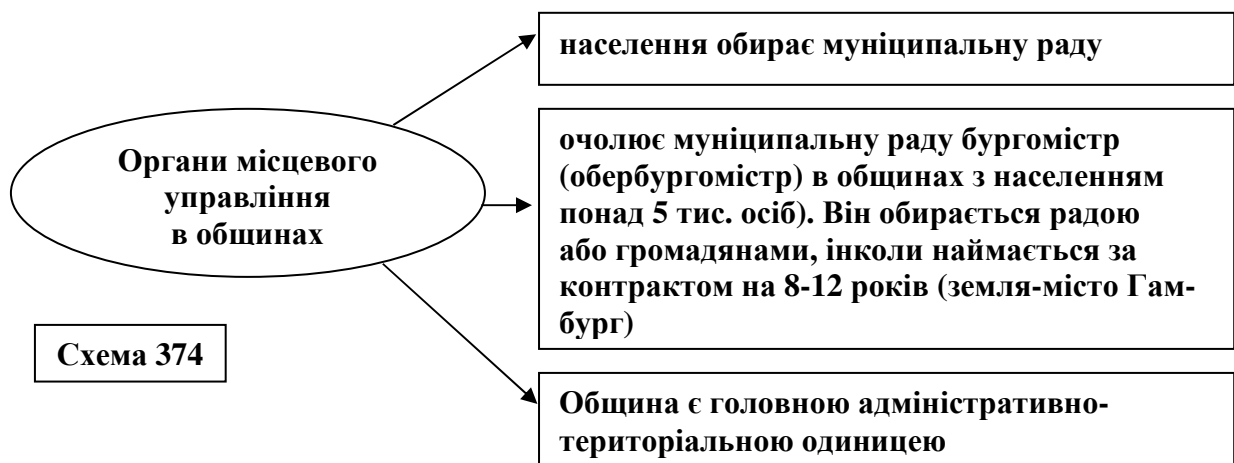 населення обирає муніципальну раду
Органи місцевого
управління
в общинах
очолює муніципальну раду бургомістр
(обербургомістр) в общинах з населенням
понад 5 тис. осіб). Він обирається радою
або громадянами, інколи наймається за
контрактом на 8-12 років (земля-місто Гам-
бург)
Схема 374
Община є головною адміністративно-
територіальною одиницею